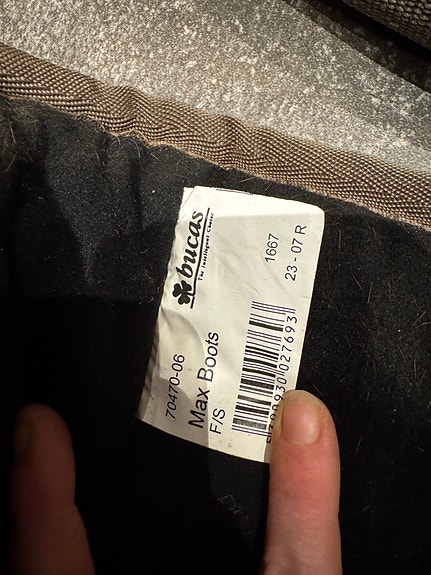 bucas
The Intelligent Choice
1667
23 - 07 R
70470-06
Max Boots
F/S